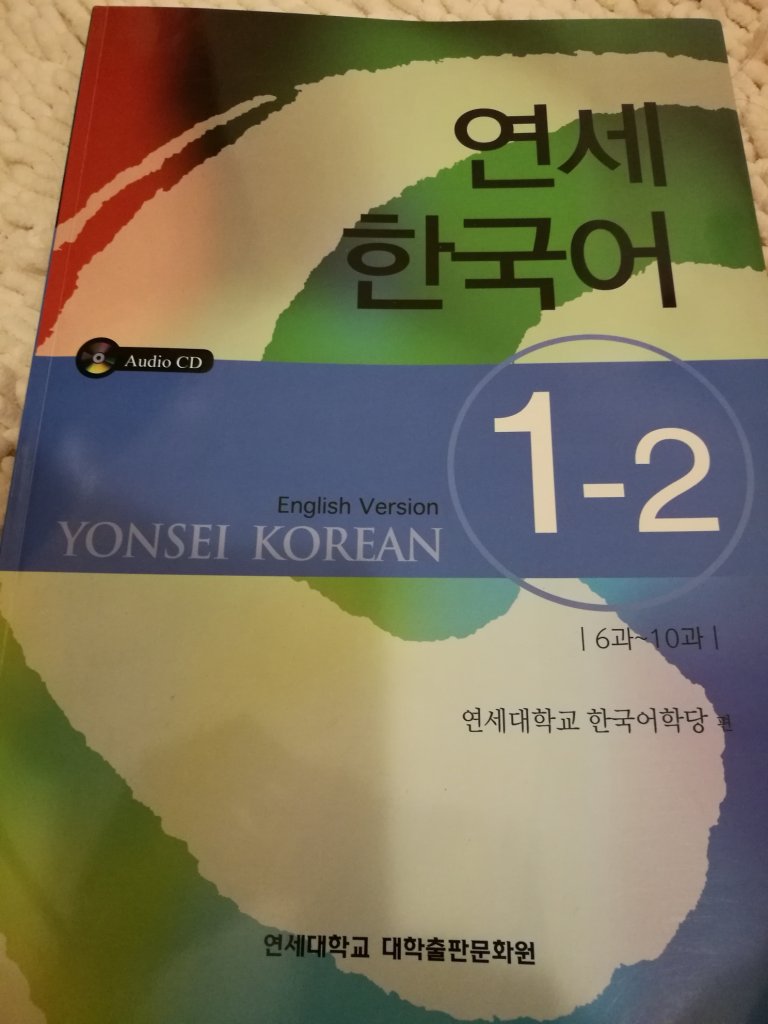 연세
한국어
Audio CD
1-2
English Version
YONSEI KOREAN
| 6과~10과 |
연세대학교 한국어학당 편
연세대학교 대학출판문화원